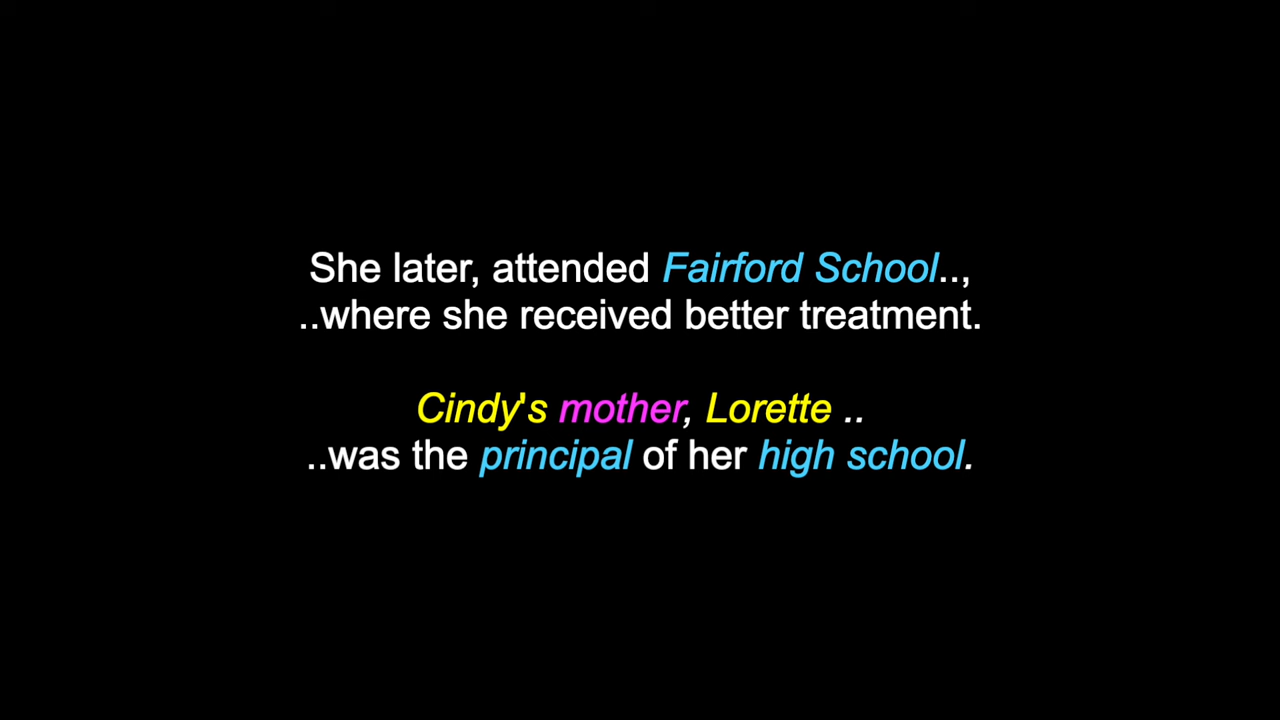 She later, attended Fairford School..,
..where she received better treatment.
Cindy's mother, Lorette ..
..was the principal of her high school.